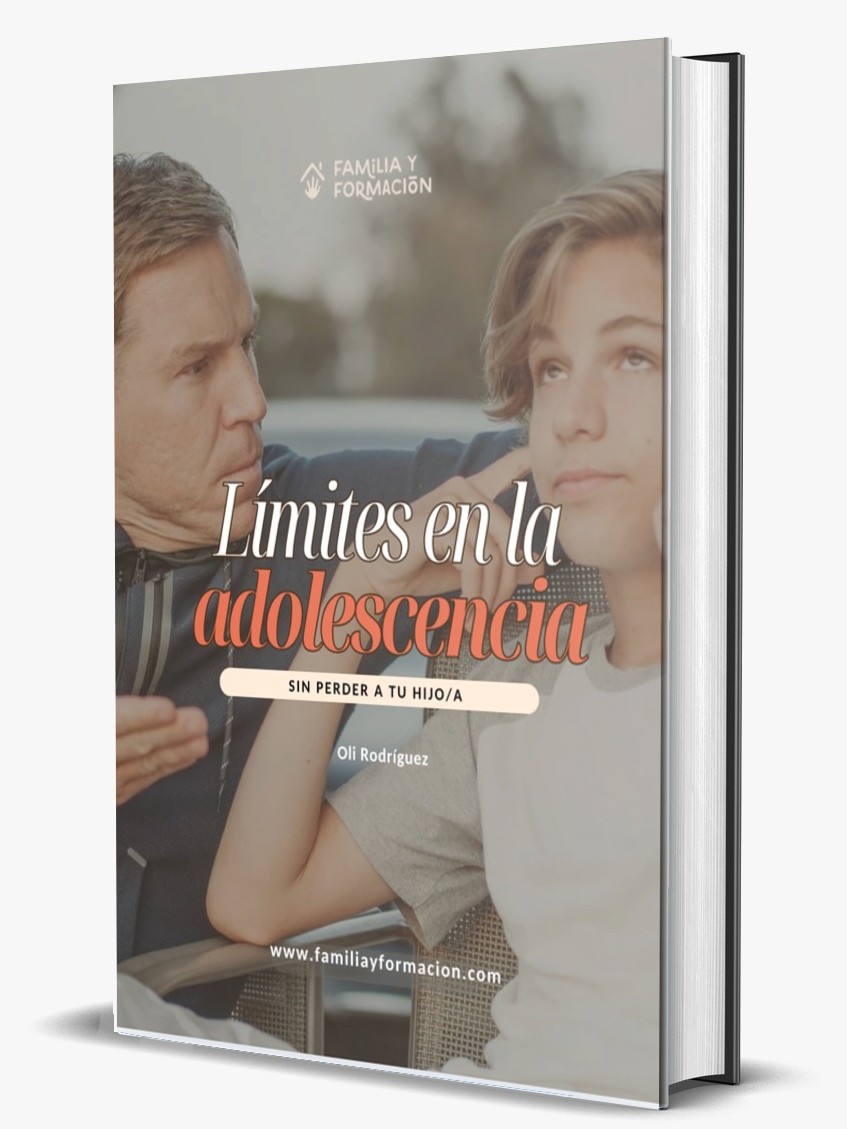 FAMILIA Y
FORMACIÓN
Límites en la
adolescencia
SIN PERDER A TU HIJO/A
Oli Rodríguez
www.familiayformacion.com